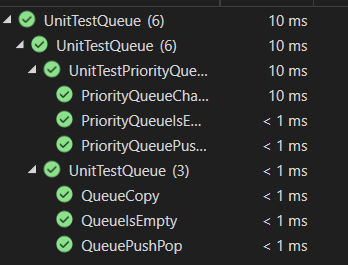 UnitTestQueue (6) 10 ms
UnitTestQueue (6) 10 ms
UnitTestPriorityQue... 10 ms
PriorityQueueCha... 10 ms
PriorityQueueIsE... < 1 ms
PriorityQueuePus... < 1 ms
UnitTestQueue (3) < 1 ms
QueueCopy < 1 ms
QueueIsEmpty < 1 ms
QueuePushPop < 1 ms